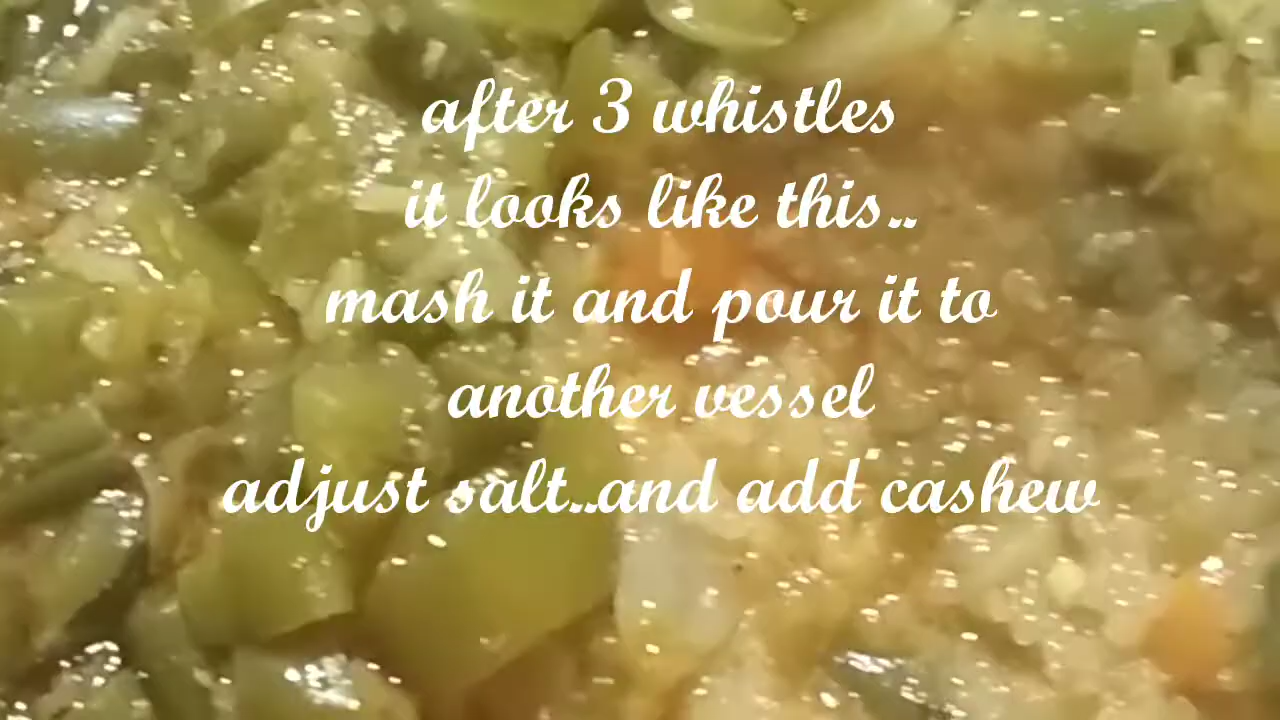 after 3 whistles
it looks like this..
mash it and pour it to
another vessel
adjust salt..and add cashew